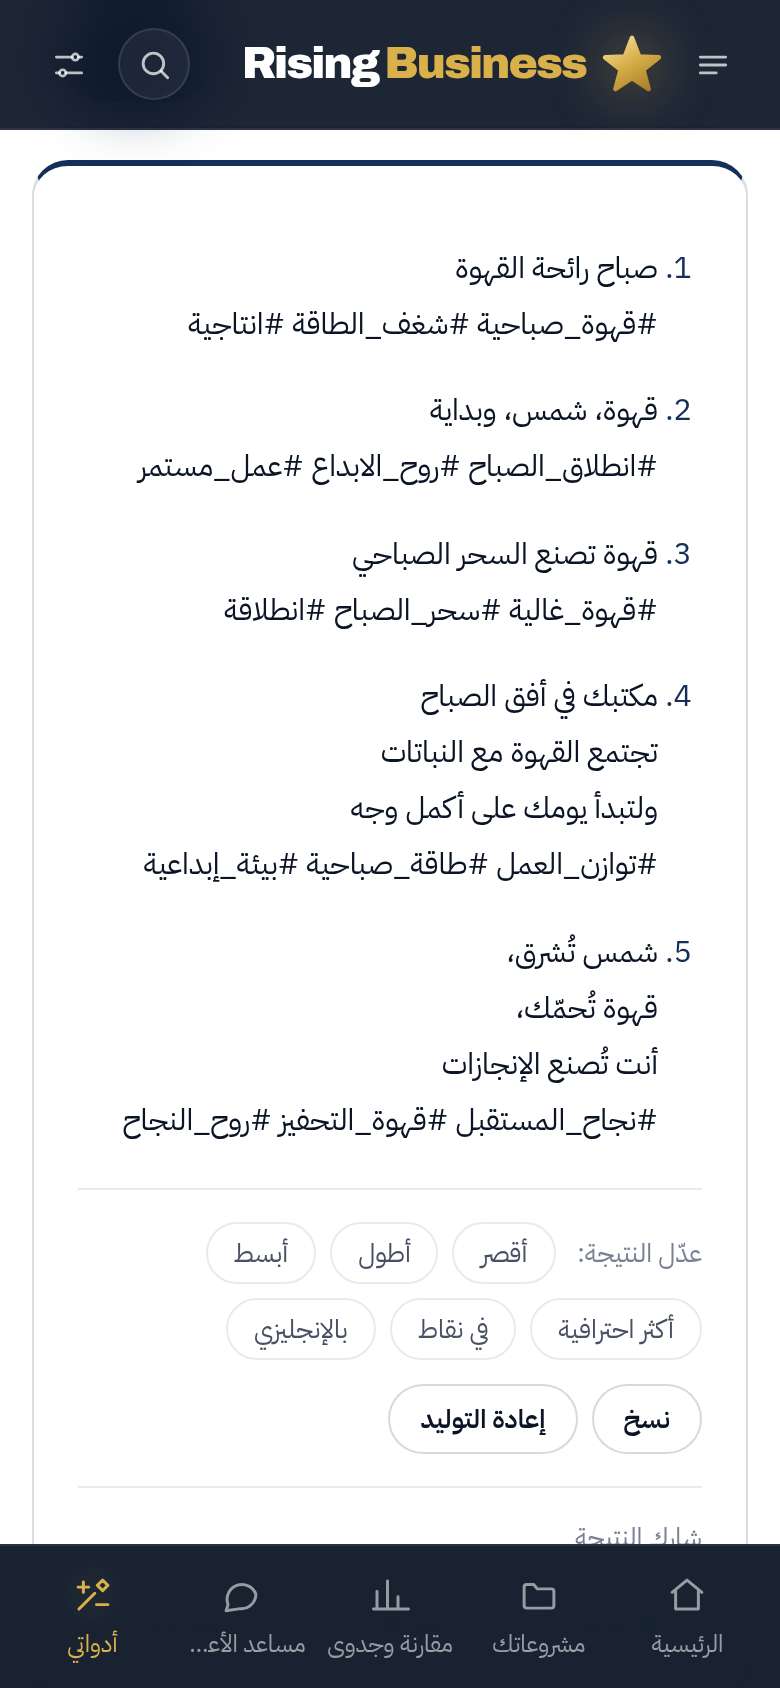 Rising Business
1. صباح رائحة القهوة
#قهوة_صباحية #شغف_الطاقة #انتاجية
2. قهوة، شمس، وبداية
#انطلاق_الصباح #روح_الابداع #عمل_مستمر
3. قهوة تصنع السحر الصباحي
#قهوة_غالية #سحر_الصباح #انطلاقة
4. مكتبك في أفق الصباح
تجتمع القهوة مع النباتات
ولتبدأ يومك على أكمل وجه
#توازن_العمل #طاقة_صباحية #بيئة_إبداعية
5. شمس تُشرق،
قهوة تُحمّك،
أنت تُصنع الإنجازات
#نجاح_المستقبل #قهوة_التحفيز #روح_النجاح
عدّل النتيجة: أقصر أطول أبسط
أكثر احترافية في نقاط بالإنجليزي
نسخ إعادة التوليد
شارك النتيجة
الرئيسية مشروعاتك مقارنة وجدوى مساعد الأعـ... أدواتي